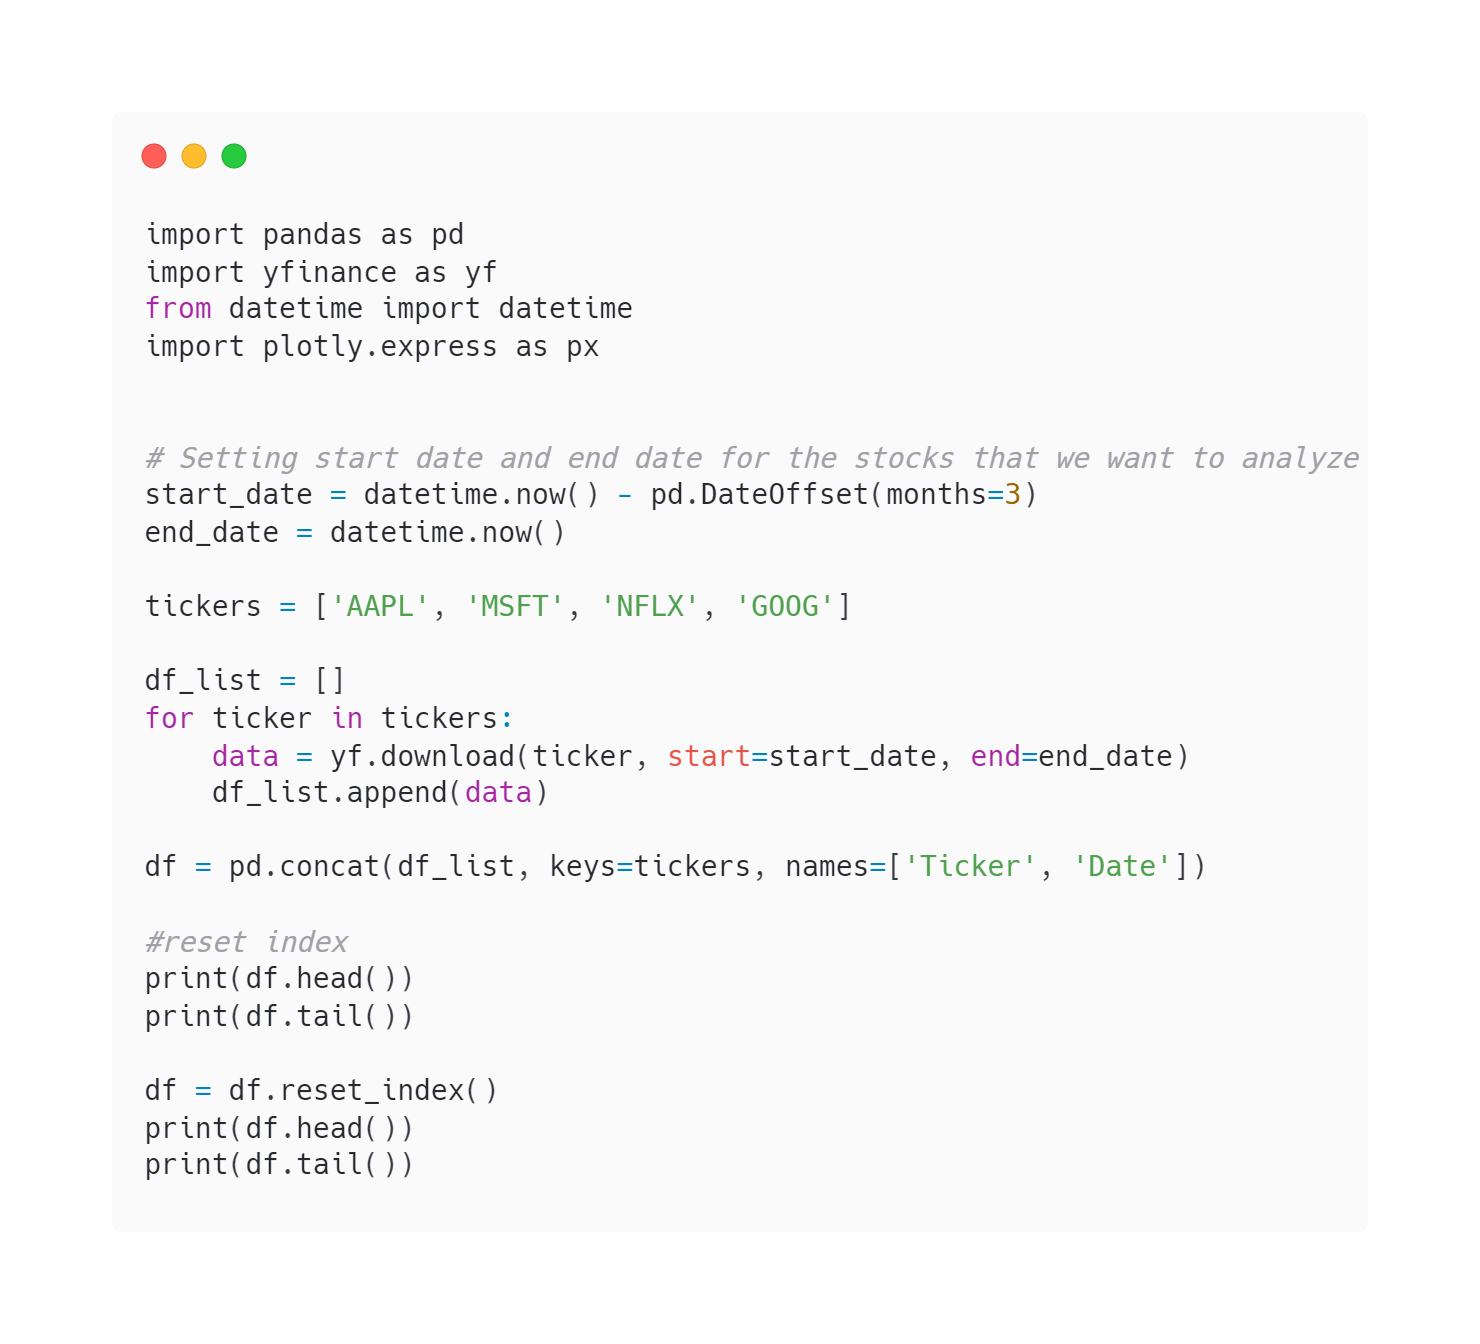 import pandas as pd
import yfinance as yf
from datetime import datetime
import plotly.express as px
# Setting start date and end date for the stocks that we want to analyze
start_date = datetime.now() - pd.DateOffset(months=3)
end_date = datetime.now()
tickers = ['AAPL', 'MSFT', 'NFLX', 'GOOG']
df_list = []
for ticker in tickers:
    data = yf.download(ticker, start=start_date, end=end_date)
    df_list.append(data)
df = pd.concat(df_list, keys=tickers, names=['Ticker', 'Date'])
#reset index
print(df.head())
print(df.tail())
df = df.reset_index()
print(df.head())
print(df.tail())